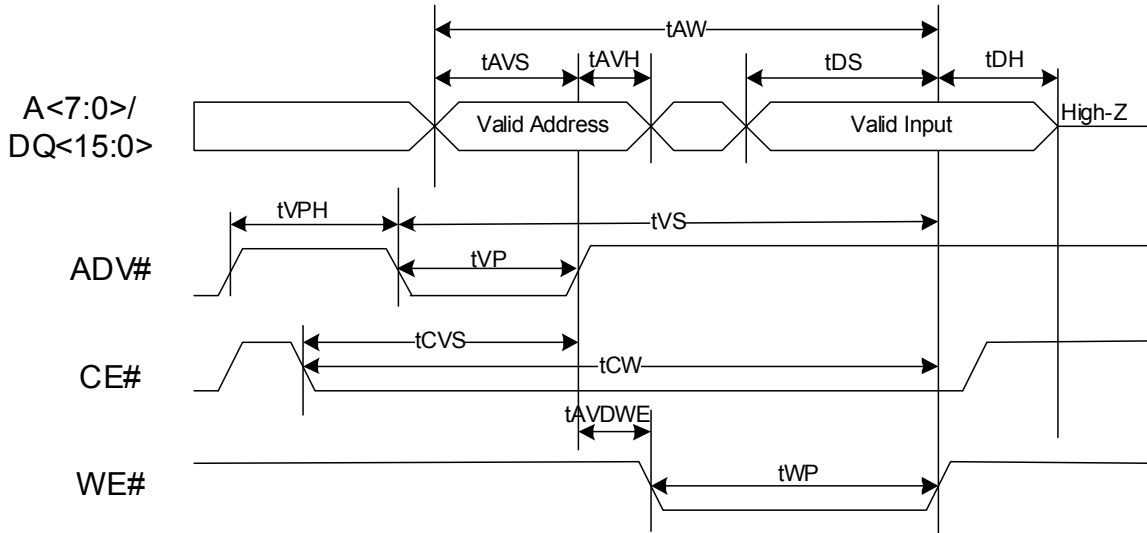 tAW
tAVS tAVH tDS tDH
A<7:0>/
DQ<15:0>
Valid Address Valid Input High-Z
tVPH tVS
ADV# tVP
tCVS
CE# tCW
tAVDWE
WE# tWP